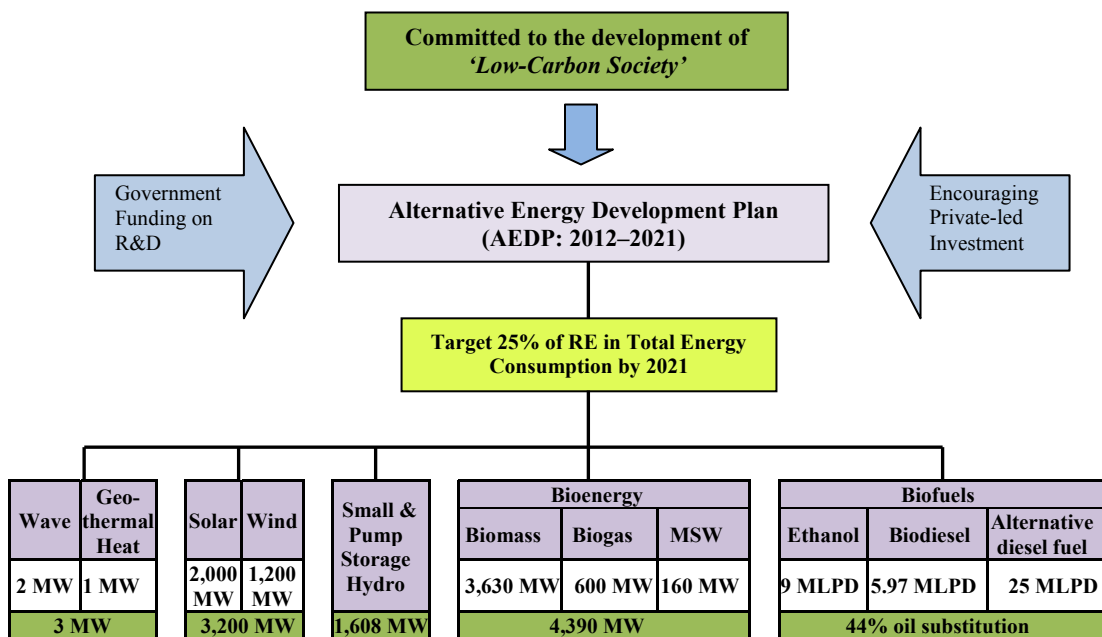 Committed to the development of
‘Low-Carbon Society’
Government
Funding on
R&D
Alternative Energy Development Plan
(AEDP: 2012–2021)
Encouraging
Private-led
Investment
Target 25% of RE in Total Energy
Consumption by 2021
Wave
Geo-
thermal
Heat
2 MW
1 MW
3 MW
Solar
Wind
2,000
MW
1,200
MW
3,200 MW
Small &
Pump
Storage
Hydro
1,608 MW
Bioenergy
Biomass
Biogas
MSW
3,630 MW
600 MW
160 MW
4,390 MW
Biofuels
Ethanol
Biodiesel
Alternative
diesel fuel
9 MLPD
5.97 MLPD
25 MLPD
44% oil substitution